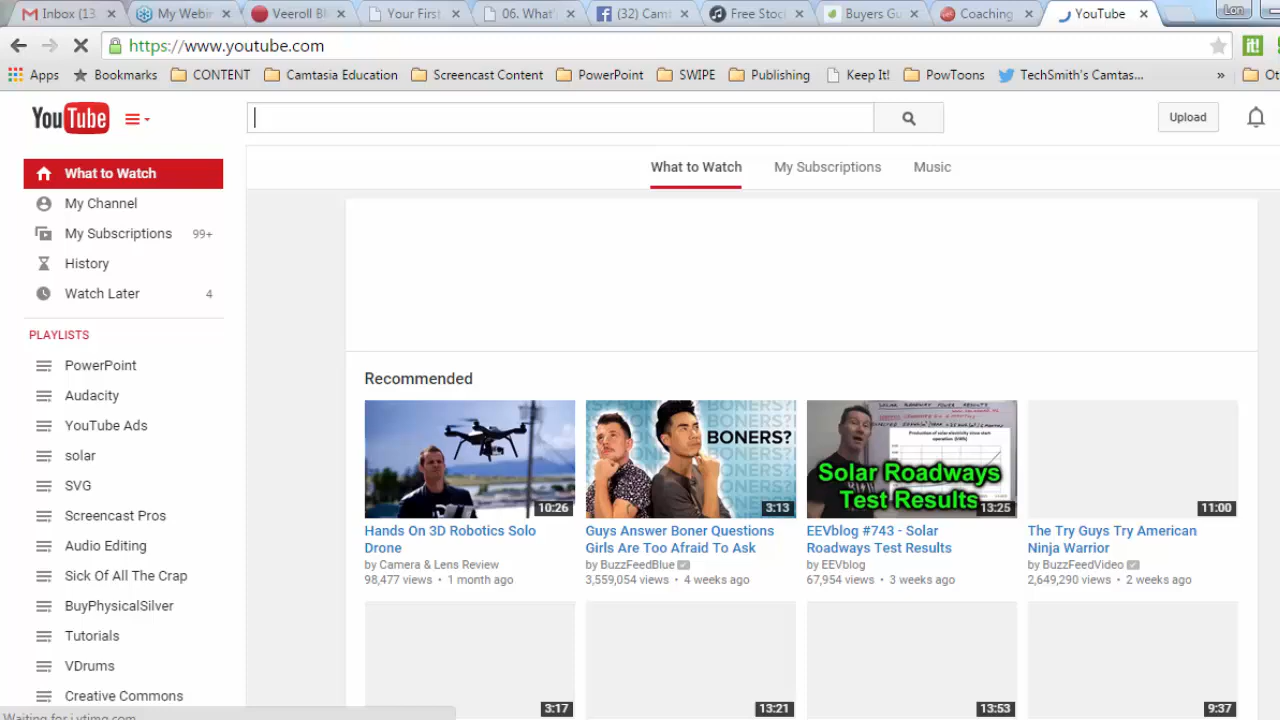 Inbox (13
My Webin
Veeroll B
Your First
06. What'
(32) Cam
Free Stoc
Buyers Gu
Coaching
YouTube
Lon
https://www.youtube.com
Apps
Bookmarks
CONTENT
Camtasia Education
Screencast Content
PowerPoint
SWIPE
Publishing
Keep It!
PowToons
TechSmith's Camtas...
»
Ot
it!
YouTube
Upload
What to Watch
My Subscriptions
Music
What to Watch
My Channel
My Subscriptions 99+
History
Watch Later 4
PLAYLISTS
PowerPoint
Audacity
YouTube Ads
solar
SVG
Screencast Pros
Audio Editing
Sick Of All The Crap
BuyPhysicalSilver
Tutorials
VDrums
Creative Commons
Recommended
10:26
Hands On 3D Robotics Solo
Drone
by Camera & Lens Review
98,477 views • 1 month ago
BONERS?!
3:13
Guys Answer Boner Questions
Girls Are Too Afraid To Ask
by BuzzFeedBlue
3,559,054 views • 4 weeks ago
Solar Roadways
Test Results
13:25
EEVblog #743 - Solar
Roadways Test Results
by EEVblog
67,954 views • 3 weeks ago
11:00
The Try Guys Try American
Ninja Warrior
by BuzzFeedVideo
2,649,290 views • 2 weeks ago
3:17
13:21
13:53
9:37